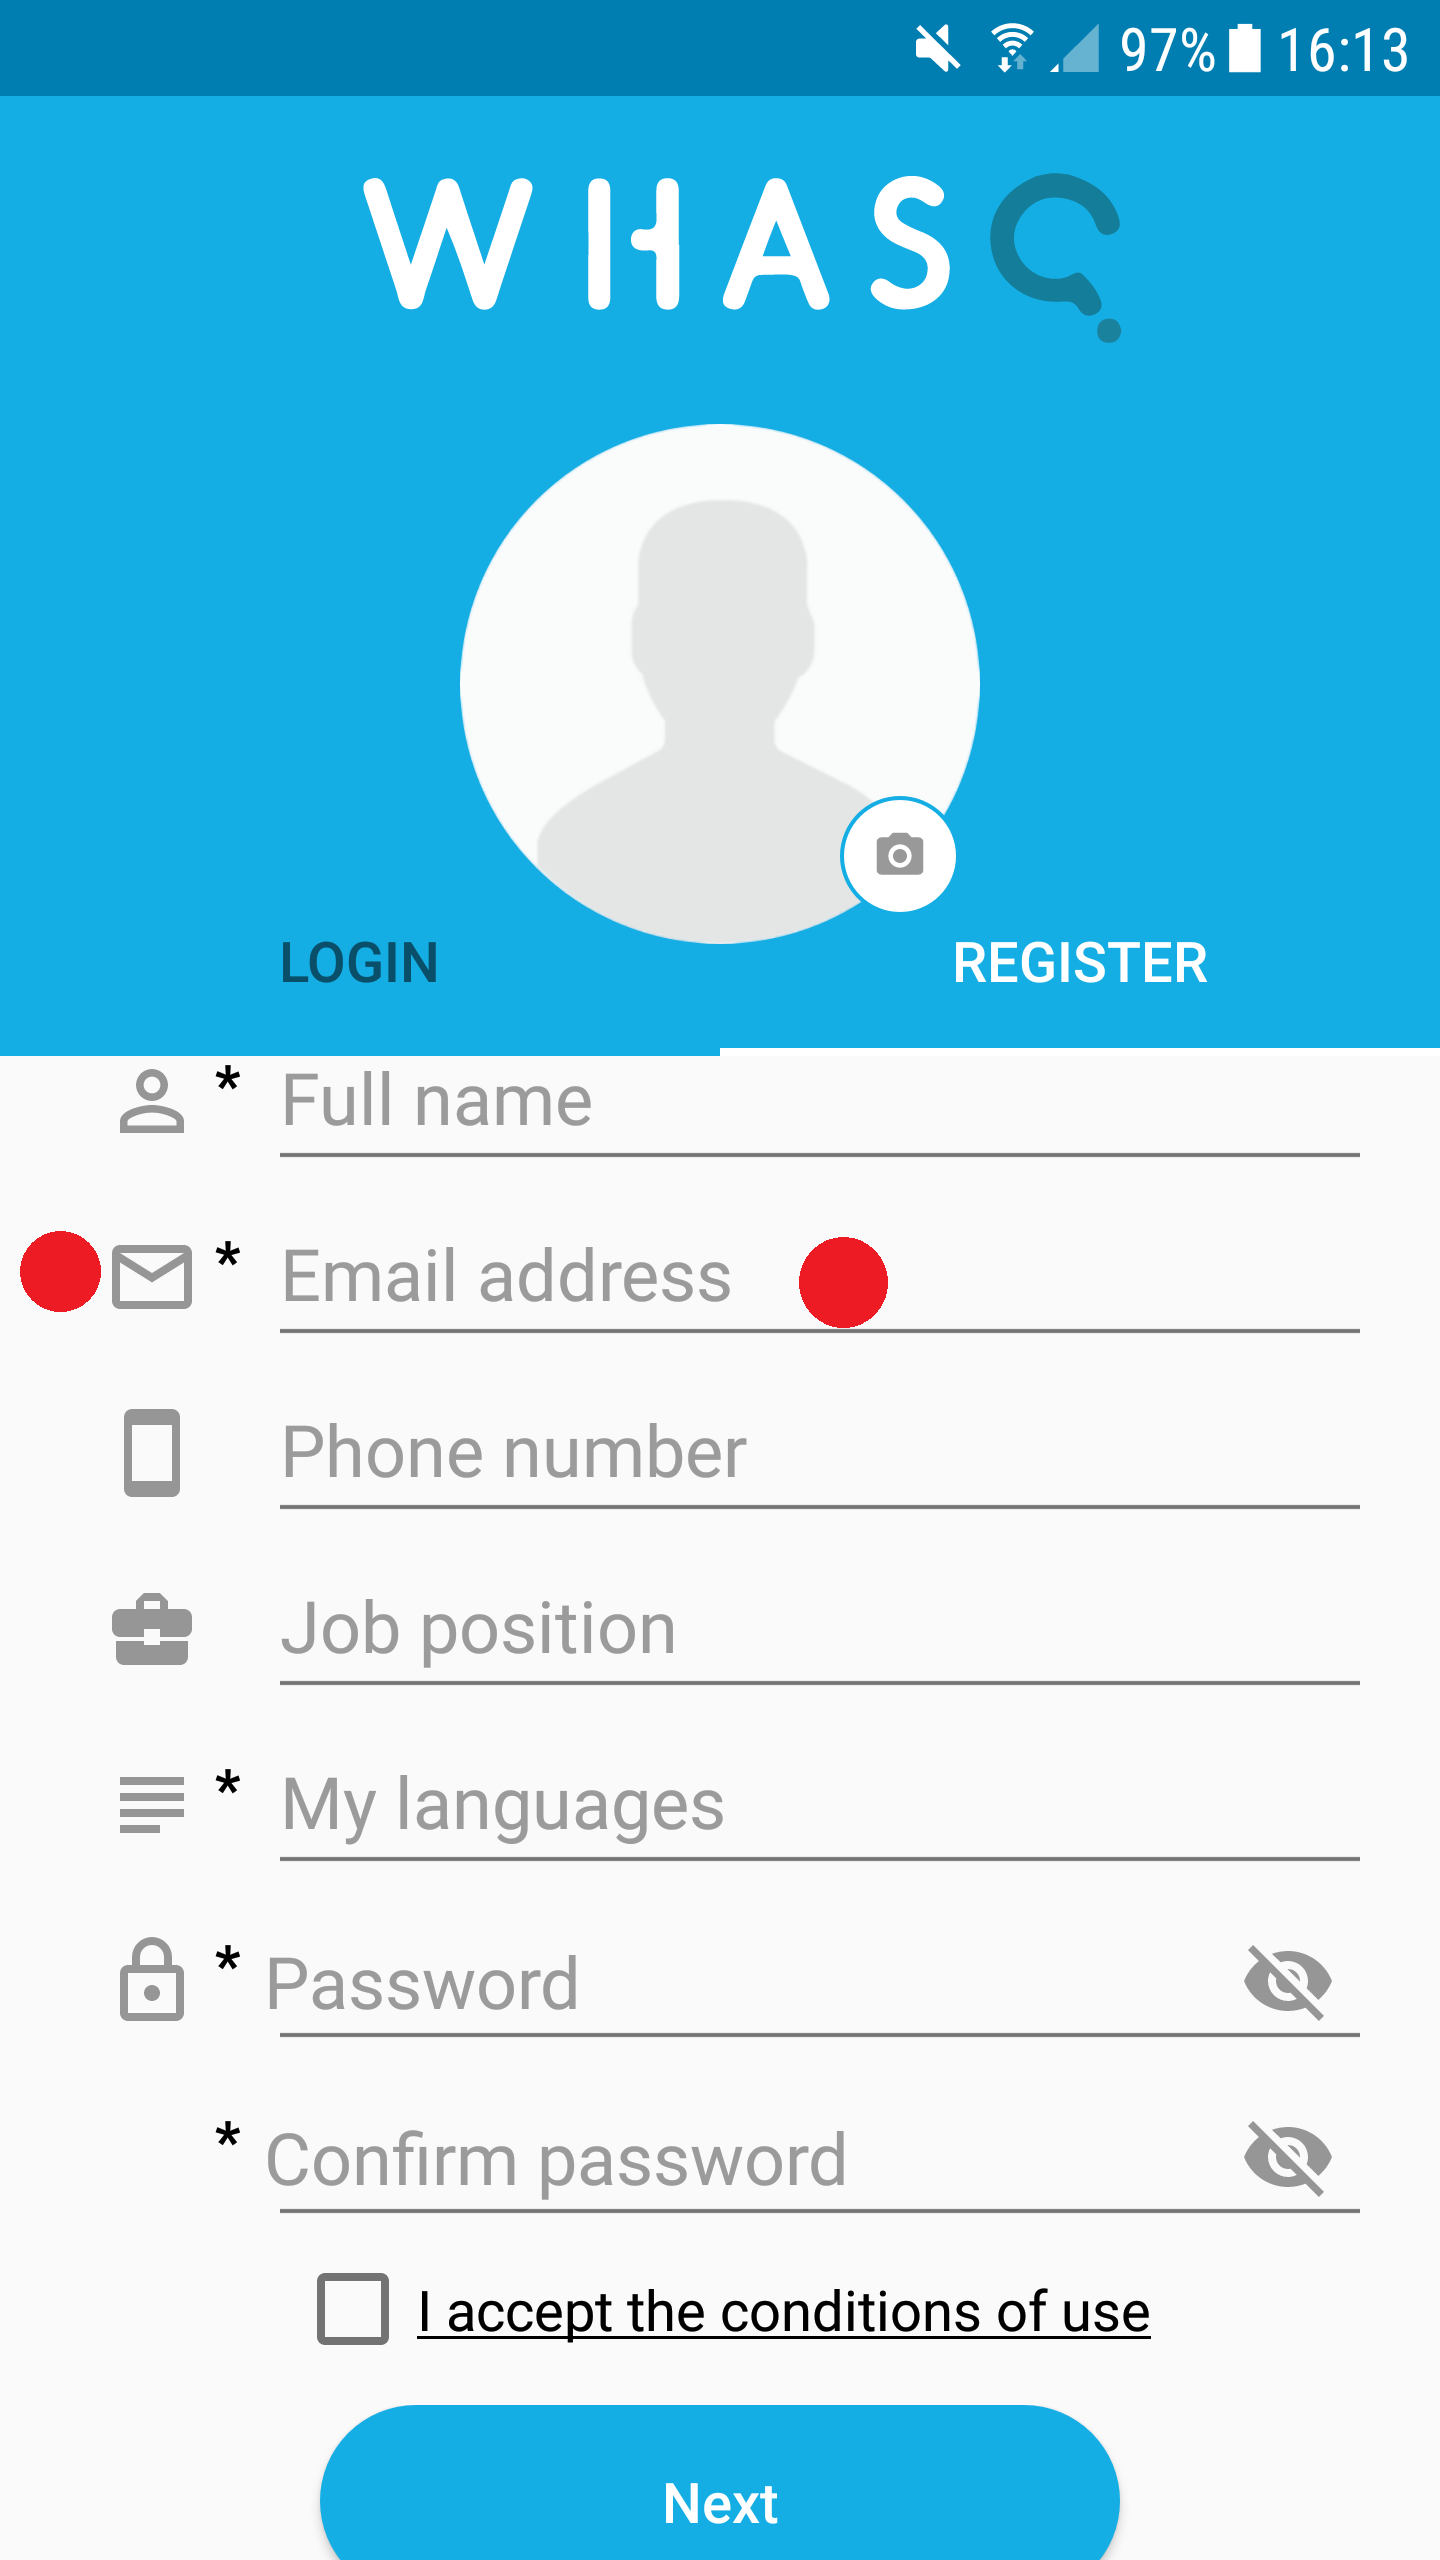 97% 16:13
WHASQ
LOGIN REGISTER
* Full name
* Email address
Phone number
Job position
* My languages
* Password
* Confirm password
I accept the conditions of use
Next